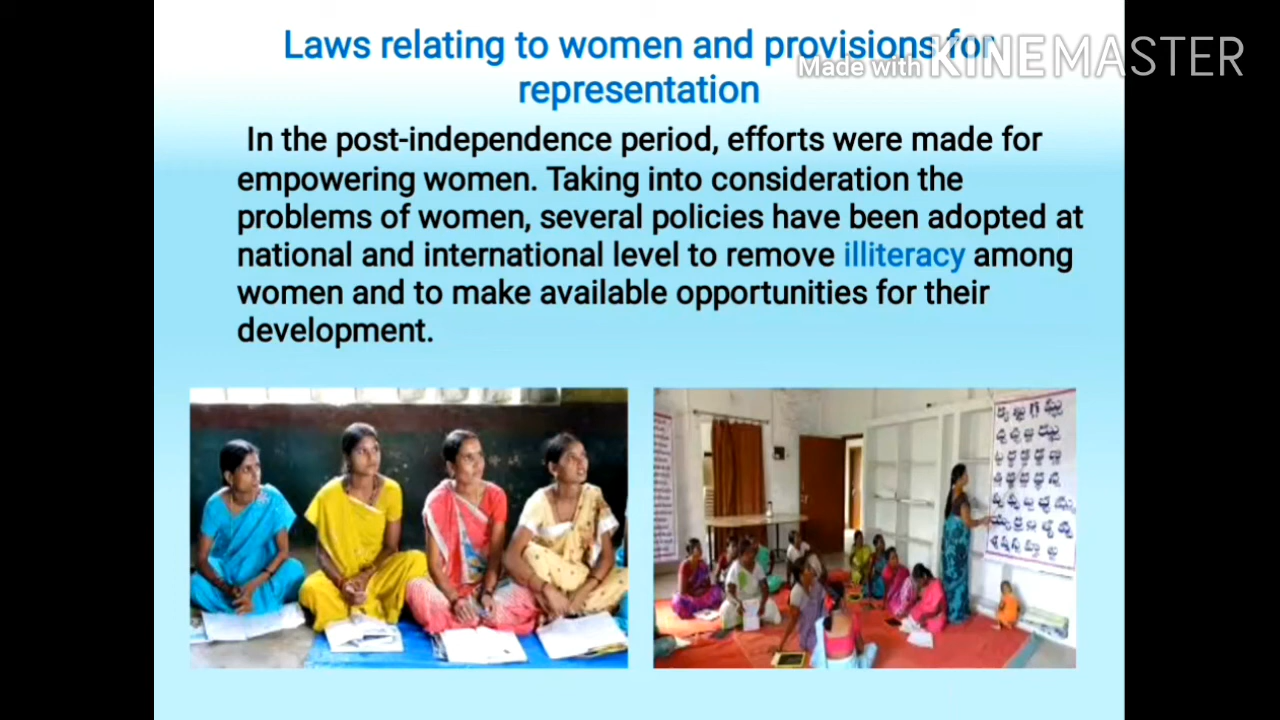 Laws relating to women and provisions for
Made with KINEMASTER
representation
In the post-independence period, efforts were made for
empowering women. Taking into consideration the
problems of women, several policies have been adopted at
national and international level to remove illiteracy among
women and to make available opportunities for their
development.